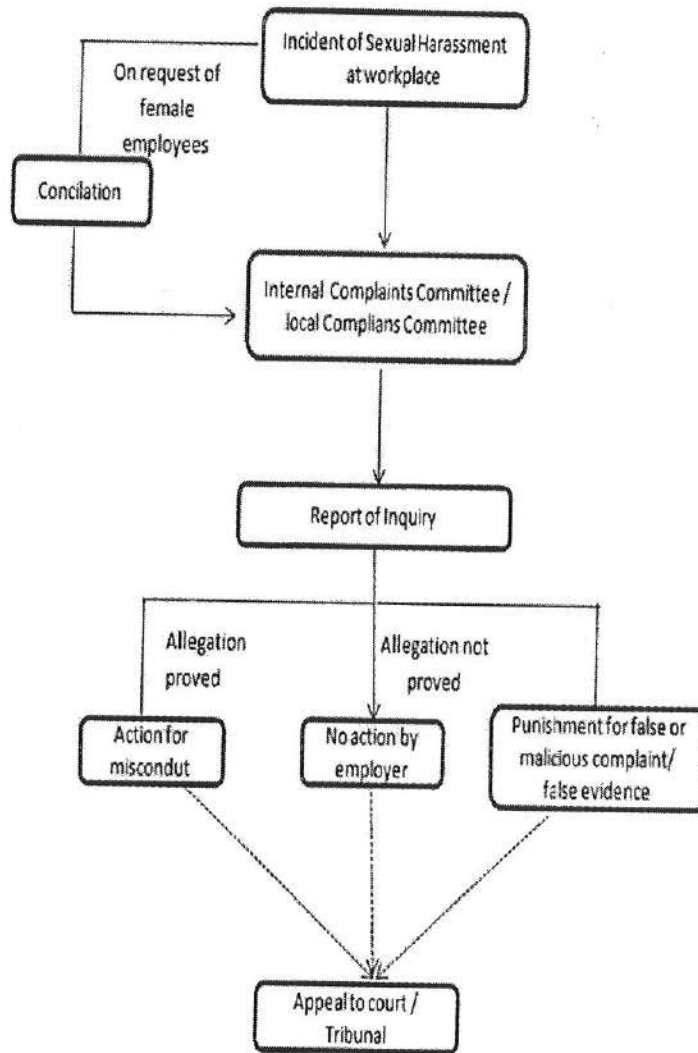 Incident of Sexual Harassment
at workplace
On request of
female
employees
Concilation
Internal Complaints Committee /
local Complians Committee
Report of Inquiry
Allegation
proved
Allegation not
proved
Action for
miscondut
No action by
employer
Punishment for false or
malicious complaint/
false evidence
Appeal to court /
Tribunal